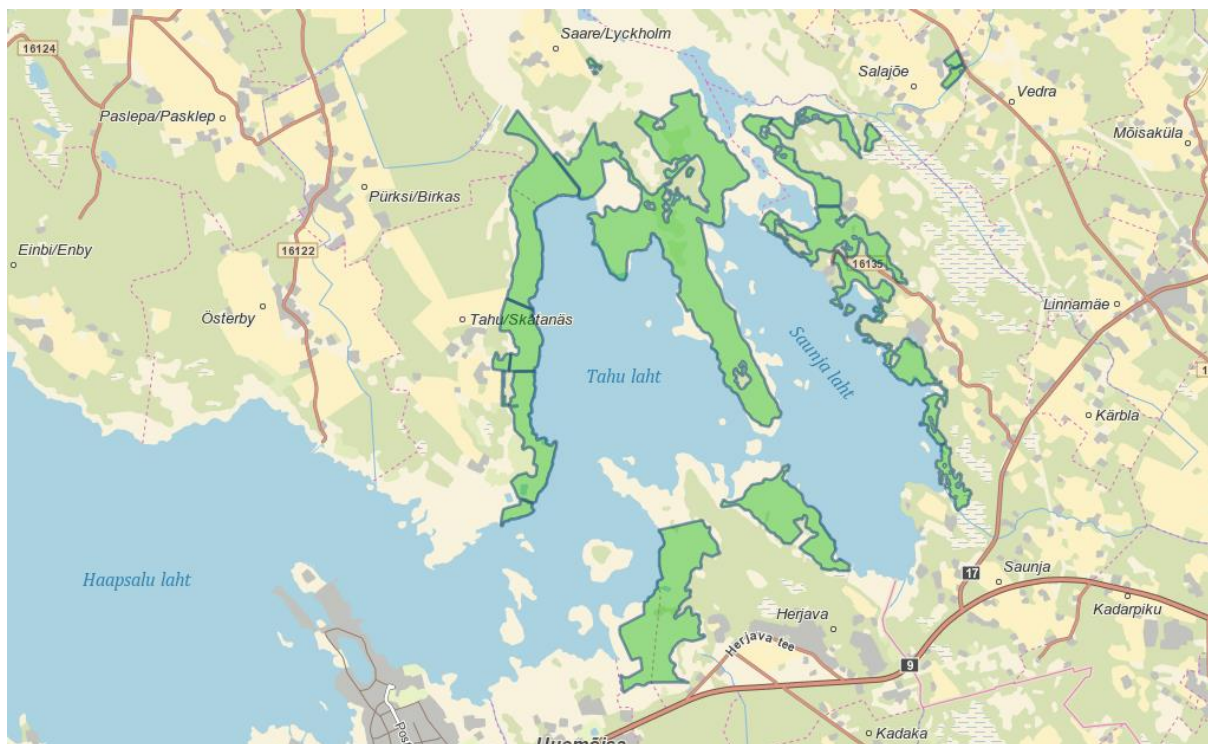 Saare/Lyckholm
16124
Salajõe
Vedra
Paslepa/Pasklep
Mõisaküla
Pürksi/Birkas
Einbi/Enby
16122
16135
Linnamäe
Österby
Tahu/Skåtanäs
Tahu laht
Saunja laht
Kärbla
Haapsalu laht
17
Saunja
Kadarpiku
Herjava
Herjava tee
9
Kadaka